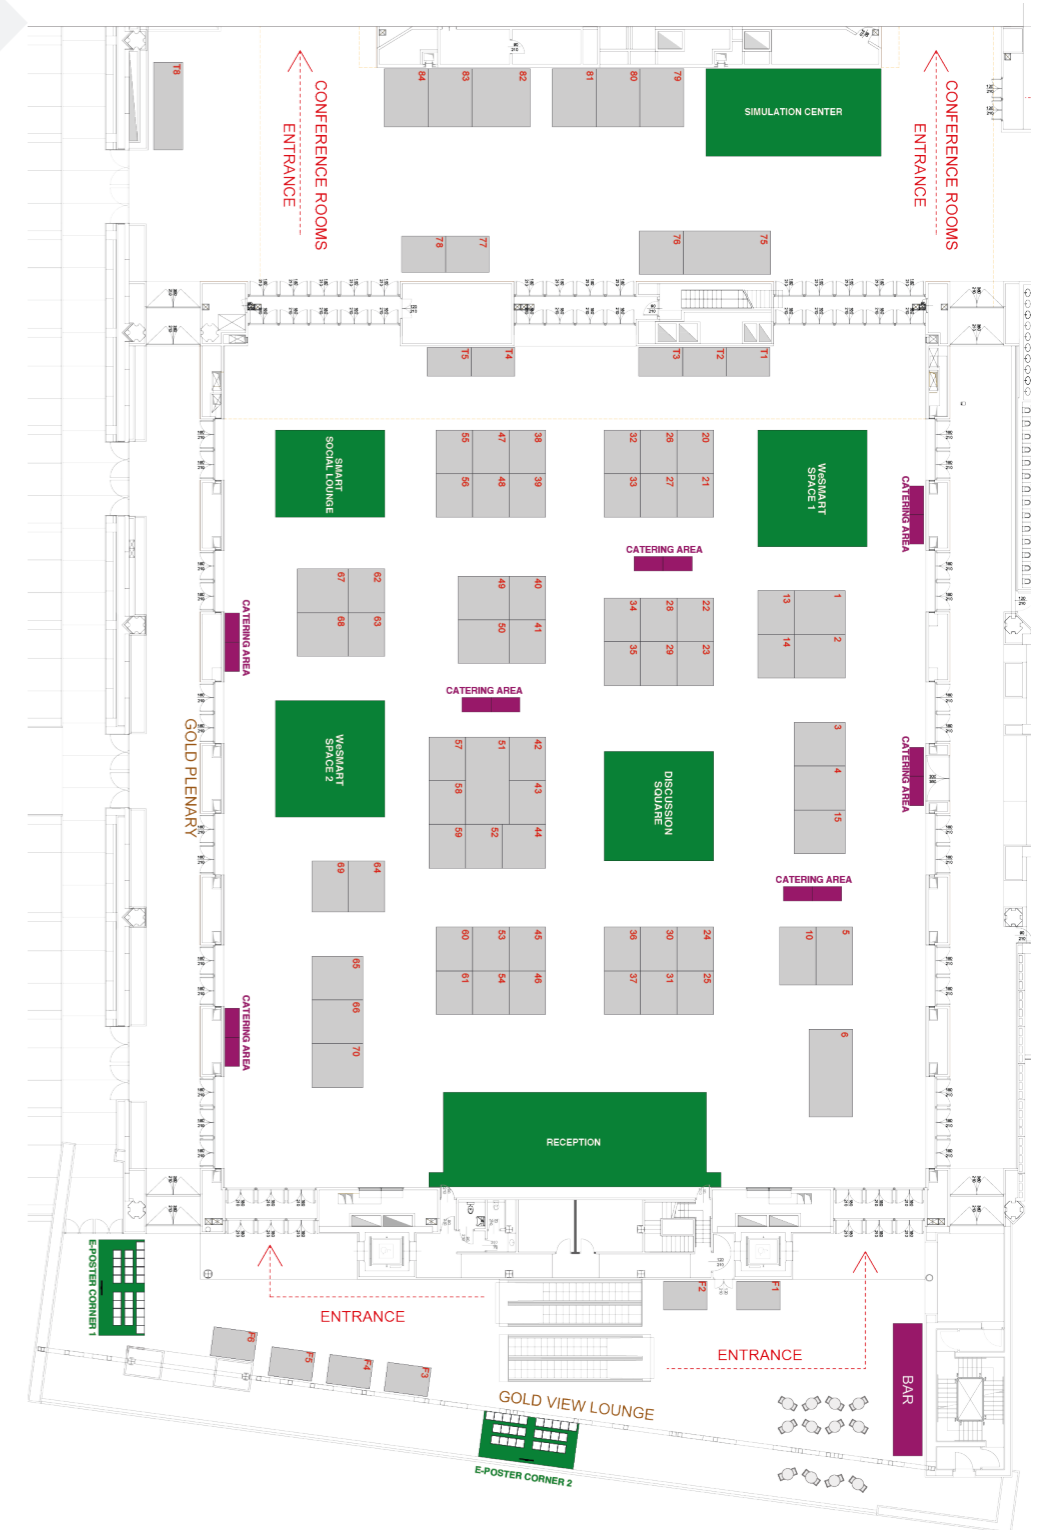 T8
84
83
82
81
80
79
SIMULATION CENTER
CONFERENCE ROOMS
ENTRANCE
CONFERENCE ROOMS
ENTRANCE
78
77
76
75
T5
T4
T3
T2
T1
SMART
SOCIAL LOUNGE
55
47
38
56
48
39
32
26
20
33
27
21
WeSMART
SPACE 1
CATERING AREA
CATERING AREA
67
62
68
63
49
40
50
41
34
28
22
35
29
23
13
1
14
2
CATERING AREA
CATERING AREA
GOLD PLENARY
WeSMART
SPACE 2
57
51
42
58
43
59
52
44
DISCUSSION
SQUARE
3
4
15
CATERING AREA
CATERING AREA
69
64
60
53
45
61
54
46
36
30
24
37
31
25
10
5
65
66
70
CATERING AREA
6
RECEPTION
E-POSTER CORNER 1
ENTRANCE
F2
F1
ENTRANCE
F6
F5
F4
F3
GOLD VIEW LOUNGE
BAR
E-POSTER CORNER 2